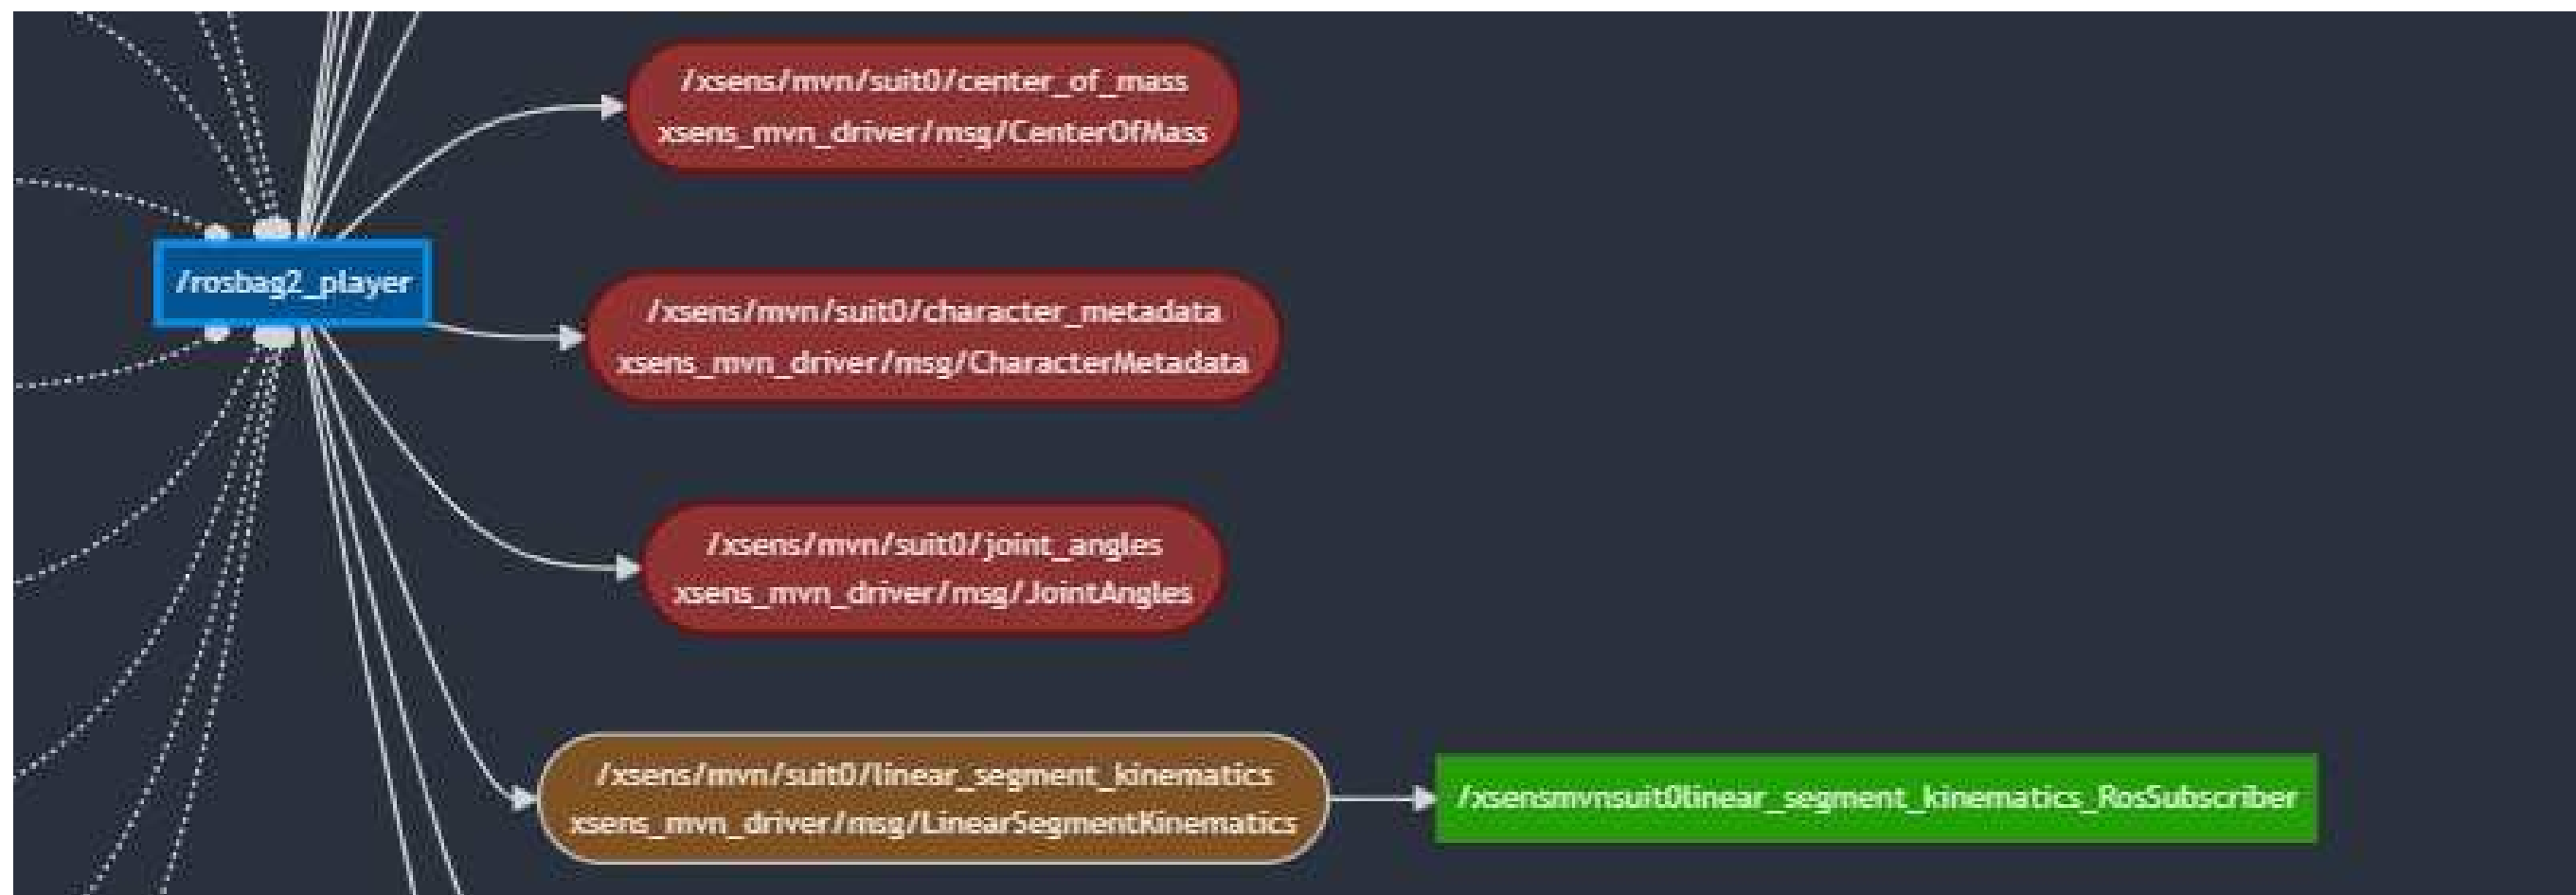 /xsens/mvn/suit0/center_of_mass
xsens_mvn_driver/msg/CenterOfMass
/rosbag2_player
/xsens/mvn/suit0/character_metadata
xsens_mvn_driver/msg/CharacterMetadata
/xsens/mvn/suit0/joint_angles
xsens_mvn_driver/msg/JointAngles
/xsens/mvn/suit0/linear_segment_kinematics
xsens_mvn_driver/msg/LinearSegmentKinematics
/xsensmvnsuit0linear_segment_kinematics_RosSubscriber